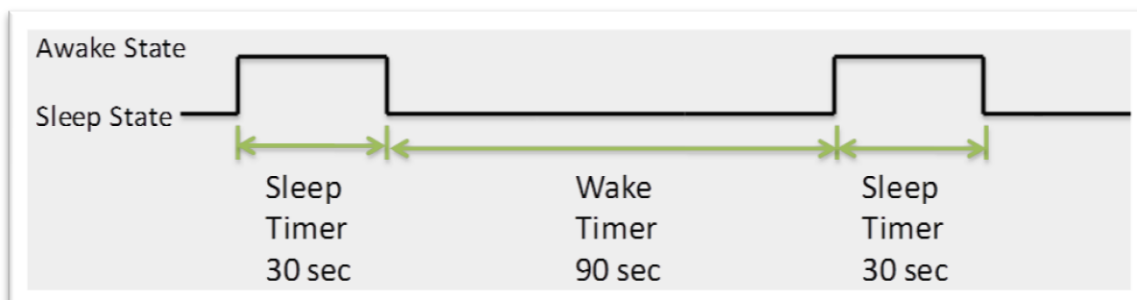 Awake State
Sleep State
Sleep
Timer
30 sec
Wake
Timer
90 sec
Sleep
Timer
30 sec